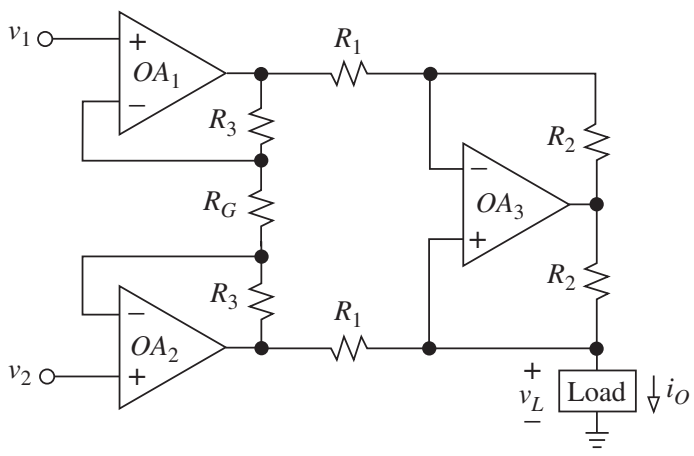 v1
+
OA1
−
R1
R3
R2
RG
−
OA3
+
R3
R2
−
OA2
+
R1
v2
+
vL
−
Load
iO